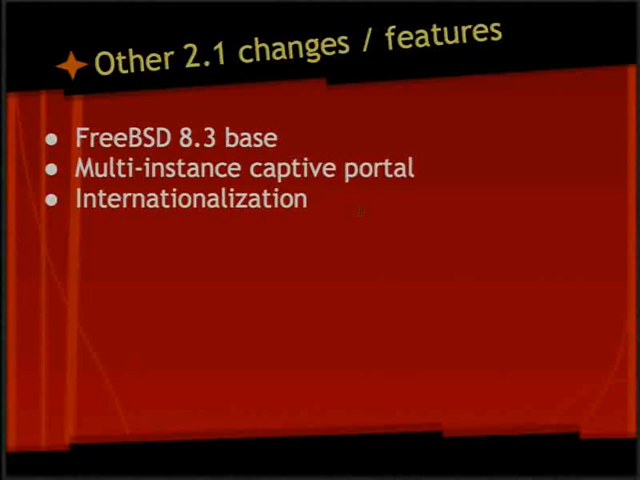 Other 2.1 changes / features
● FreeBSD 8.3 base
● Multi-instance captive portal
● Internationalization